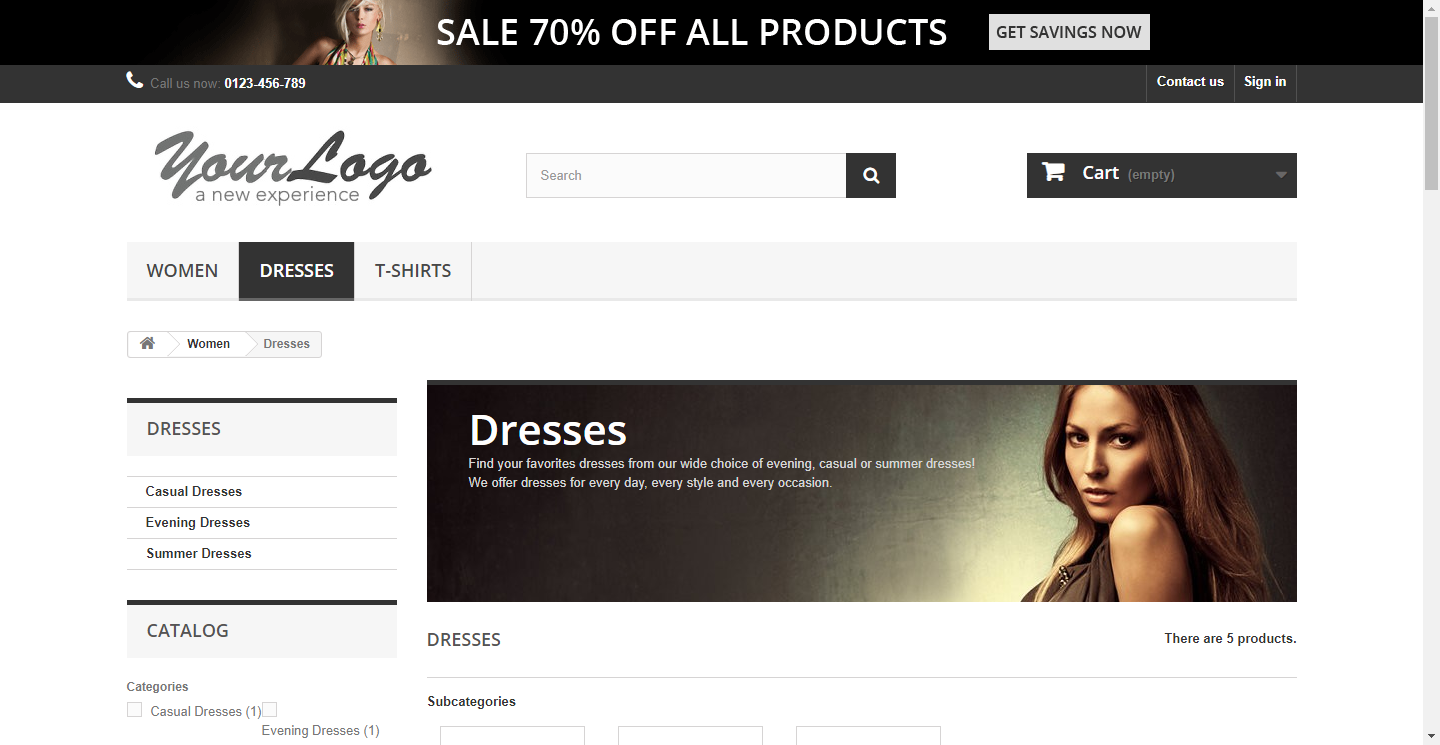 SALE 70% OFF ALL PRODUCTS
GET SAVINGS NOW
Call us now: 0123-456-789
Contact us
Sign in
YourLogo
a new experience
Search
Cart (empty)
WOMEN
DRESSES
T-SHIRTS
Women
Dresses
DRESSES
Casual Dresses
Evening Dresses
Summer Dresses
CATALOG
Categories
Casual Dresses (1)
Evening Dresses (1)
Dresses
Find your favorites dresses from our wide choice of evening, casual or summer dresses!
We offer dresses for every day, every style and every occasion.
DRESSES
There are 5 products.
Subcategories